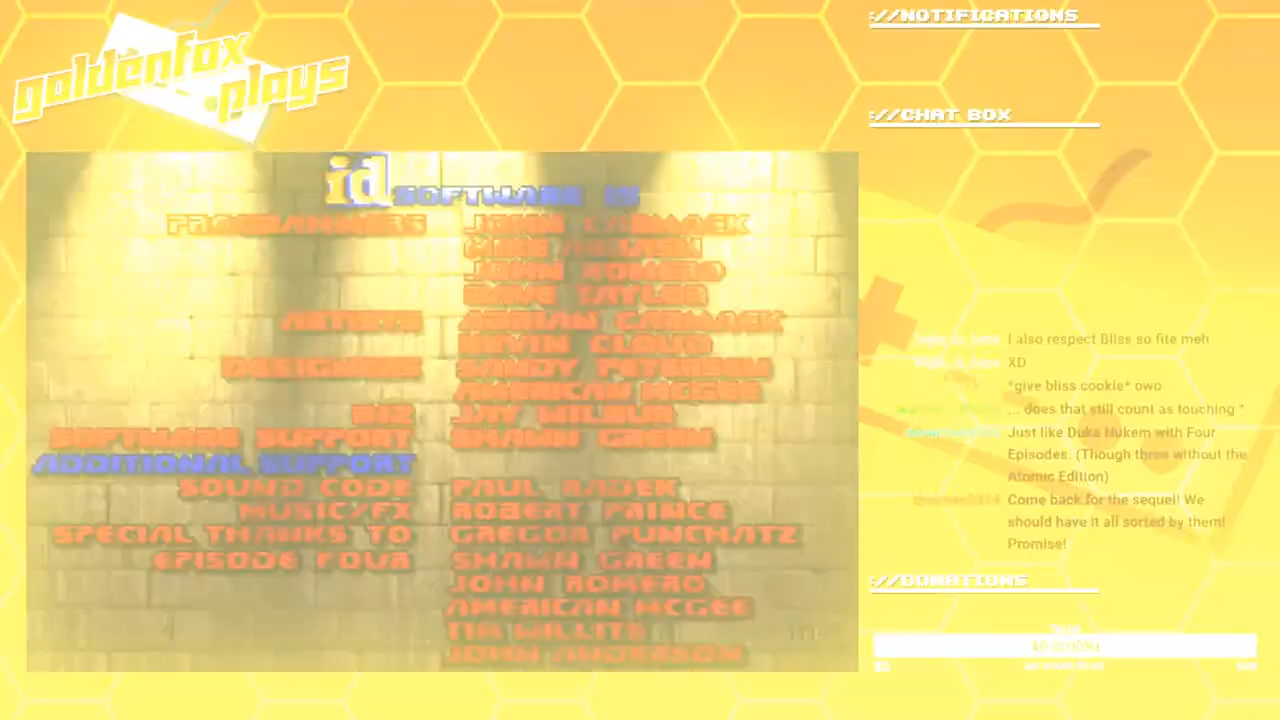 goldenfox
plays
://NOTIFICATIONS
://CHAT BOX
id SOFTWARE IS
PROGRAMMERS JOHN CARMACK
MIKE ABRASH
JOHN ROMERO
DAVE TAYLOR
ARTISTS ADRIAN CARMACK
KEVIN CLOUD
DESIGNERS SANDY PETERSEN
AMERICAN MCGEE
BIZ JAY WILBUR
SOFTWARE SUPPORT SHAWN GREEN
ADDITIONAL SUPPORT
SOUND CODE PAUL RADEK
MUSIC/FX ROBERT PRINCE
SPECIAL THANKS TO GREGOR PUNCHATZ
EPISODE FOUR SHAWN GREEN
JOHN ROMERO
AMERICAN MCGEE
TIM WILLITS
JOHN ANDERSON
I also respect Bliss so fite meh
XD
*give bliss cookie* owo
... does that still count as touching ^
Just like Duke Nukem with Four
Episodes. (Though three without the
Atomic Edition)
Come back for the sequel! We
should have it all sorted by them!
Promise!
://DONATIONS
$0